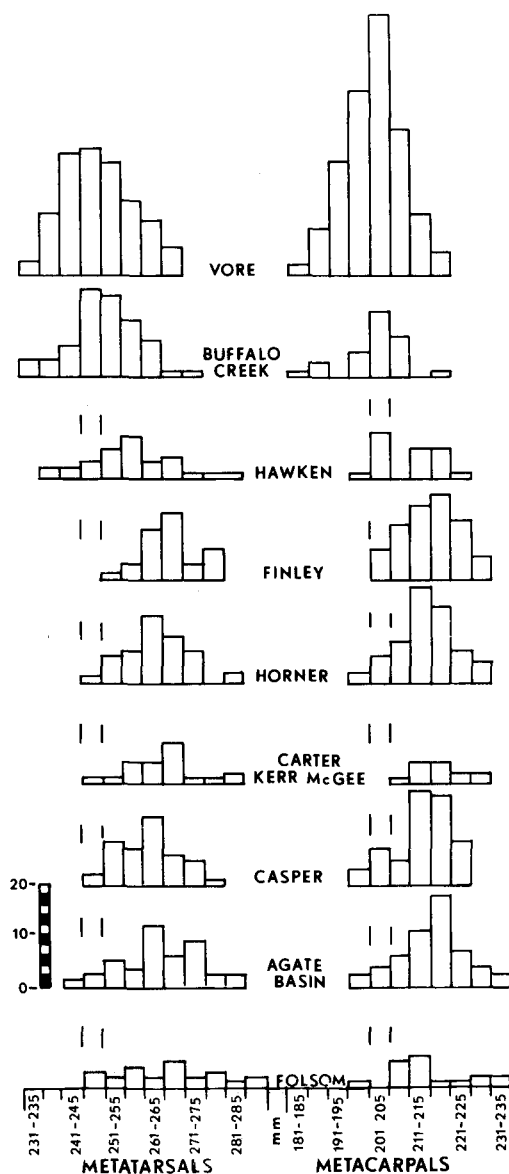 VORE
BUFFALO
CREEK
HAWKEN
FINLEY
HORNER
CARTER
KERR McGEE
CASPER
20
10
0
AGATE
BASIN
FOLSOM
231-235
241-245
251-255
261-265
271-275
281-285
mm
181-185
191-195
201 205
211-215
221-225
231-235
METATARSALS
METACARPALS